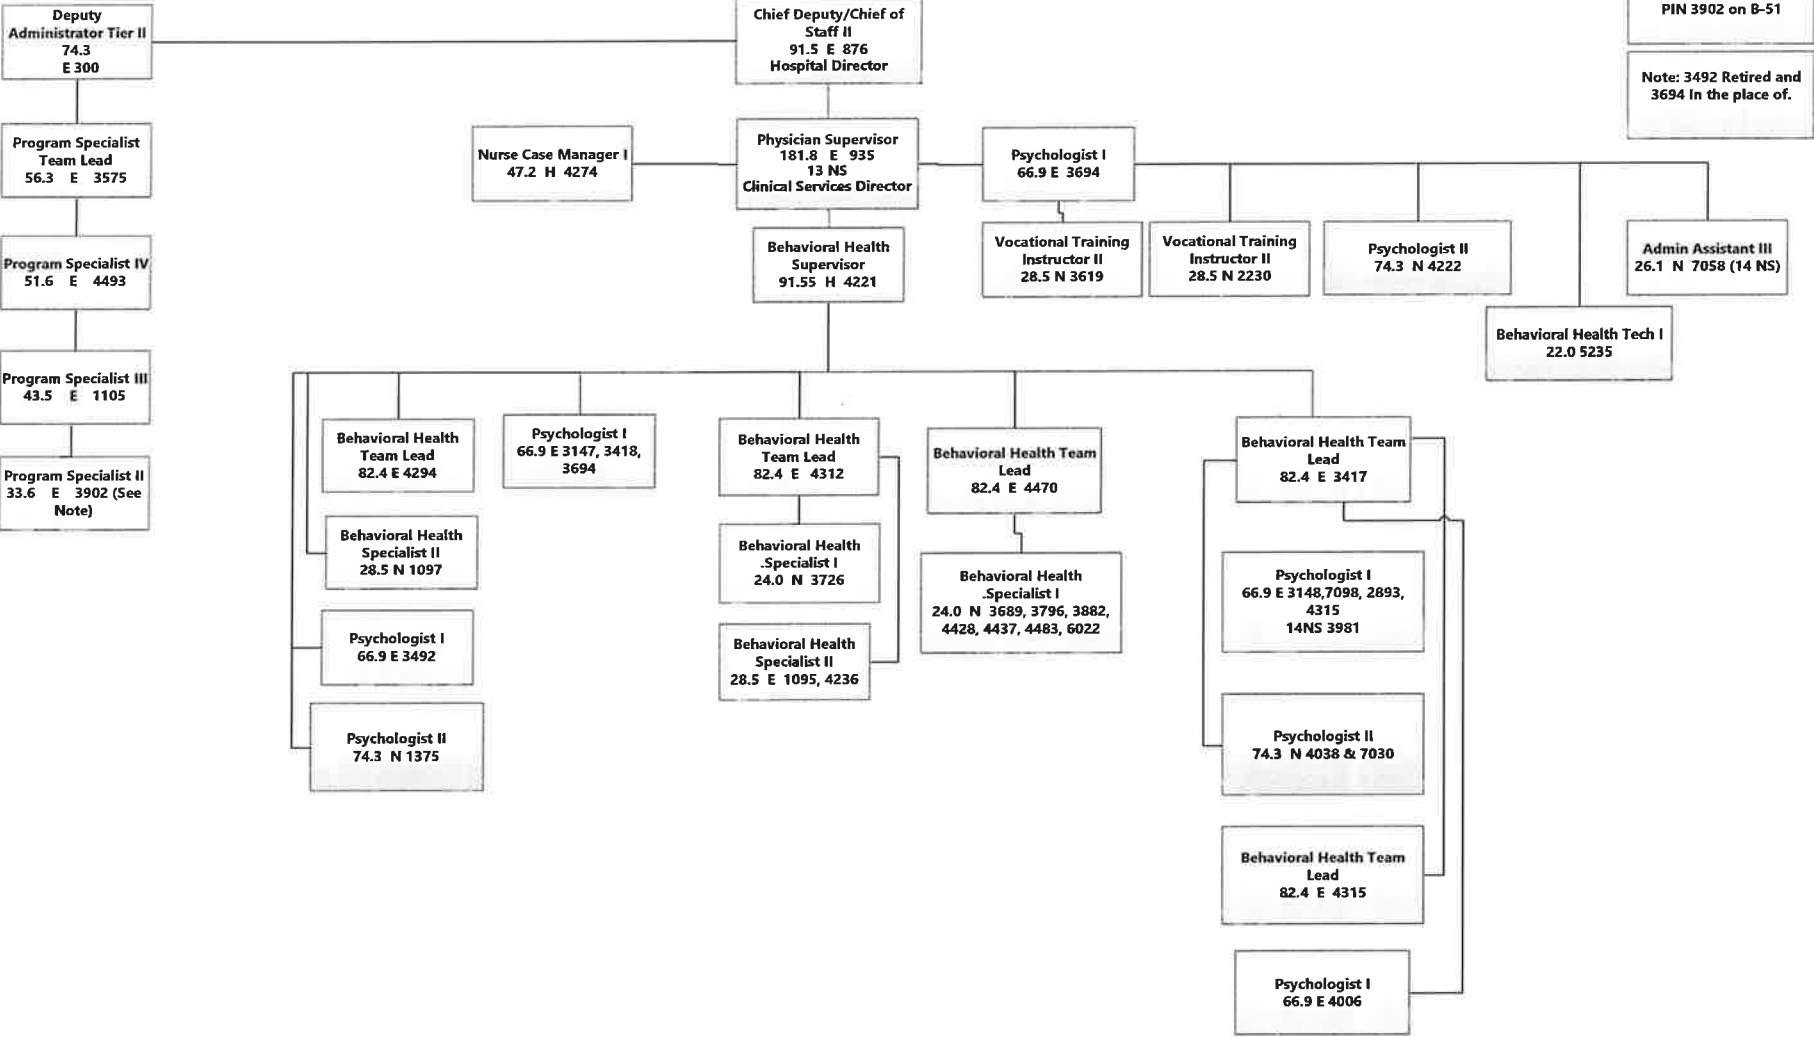 Deputy
Administrator Tier II
74.3
E 300
Chief Deputy/Chief of
Staff II
91.5 E 876
Hospital Director
PIN 3902 on B-51
Note: 3492 Retired and
3694 in the place of.
Program Specialist
Team Lead
56.3 E 3575
Nurse Case Manager I
47.2 H 4274
Physician Supervisor
181.8 E 935
13 NS
Clinical Services Director
Psychologist I
66.9 E 3694
Program Specialist IV
51.6 E 4493
Behavioral Health
Supervisor
91.55 H 4221
Vocational Training
Instructor II
28.5 N 3619
Vocational Training
Instructor II
28.5 N 2230
Psychologist II
74.3 N 4222
Admin Assistant III
26.1 N 7058 (14 NS)
Behavioral Health Tech I
22.0 5235
Program Specialist III
43.5 E 1105
Program Specialist II
33.6 E 3902 (See
Note)
Behavioral Health
Team Lead
82.4 E 4294
Psychologist I
66.9 E 3147, 3418,
3694
Behavioral Health
Team Lead
82.4 E 4312
Behavioral Health Team
Lead
82.4 E 4470
Behavioral Health Team
Lead
82.4 E 3417
Behavioral Health
Specialist II
28.5 N 1097
Behavioral Health
.Specialist I
24.0 N 3726
Behavioral Health
.Specialist I
24.0 N 3689, 3796, 3882,
4428, 4437, 4483, 6022
Psychologist I
66.9 E 3148,7098, 2893,
4315
14NS 3981
Psychologist I
66.9 E 3492
Behavioral Health
Specialist II
28.5 E 1095, 4236
Psychologist II
74.3 N 1375
Psychologist II
74.3 N 4038 & 7030
Behavioral Health Team
Lead
82.4 E 4315
Psychologist I
66.9 E 4006